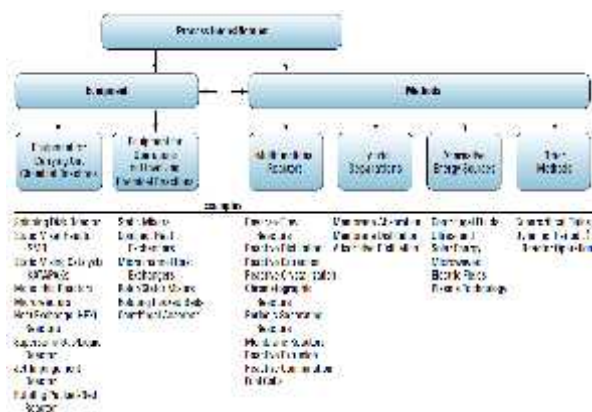 Process Intensification
Equipment
Methods
Equipment for
Carrying Out
Chemical Reactions
Equipment for
Operations
not Involving
Chemical Reactions
Multifunctional
Reactors
Hybrid
Separations
Alternative
Energy Sources
Other
Methods
Examples
Spinning Disk Reactor
Static Mixer Reactor
Static Mixing Catalysts
Monolithic Reactors
Microreactors
Heat Exchange (HEX)
Reactors
Supersonic Gas/Liquid
Reactor
Jet-Impingement
Reactor
Rotating Packed-Bed
Reactor
Static Mixers
Compact Heat
Exchangers
Microchannel Heat
Exchangers
Rotor/Stator Mixers
Rotating Packed Beds
Centrifugal Adsorber
Reverse-Flow
Reactors
Reactive Distillation
Reactive Extraction
Reactive Crystallization
Chromatographic
Reactors
Periodic Separating
Reactors
Membrane Reactors
Reactive Extrusion
Reactive Comminution
Fuel Cells
Membrane Absorption
Membrane Distillation
Adsorptive Distillation
Centrifugal Fields
Ultrasound
Solar Energy
Microwaves
Electric Fields
Plasma Technology
Supercritical Fluids
Dynamic (Periodic)
Reactor Operation